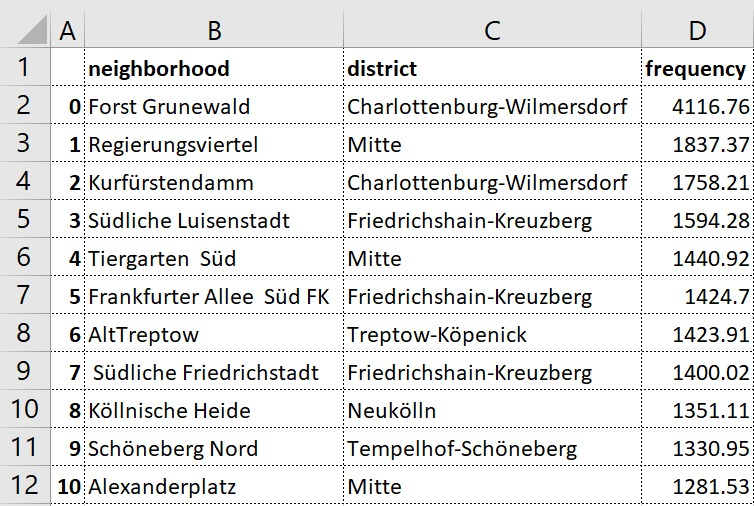 A B C D
1 neighborhood district frequency
2 0 Forst Grunewald Charlottenburg-Wilmersdorf 4116.76
3 1 Regierungsviertel Mitte 1837.37
4 2 Kurfürstendamm Charlottenburg-Wilmersdorf 1758.21
5 3 Südliche Luisenstadt Friedrichshain-Kreuzberg 1594.28
6 4 Tiergarten  Süd Mitte 1440.92
7 5 Frankfurter Allee  Süd FK Friedrichshain-Kreuzberg 1424.7
8 6 AltTreptow Treptow-Köpenick 1423.91
9 7 Südliche Friedrichstadt Friedrichshain-Kreuzberg 1400.02
10 8 Köllnische Heide Neukölln 1351.11
11 9 Schöneberg Nord Tempelhof-Schöneberg 1330.95
12 10 Alexanderplatz Mitte 1281.53